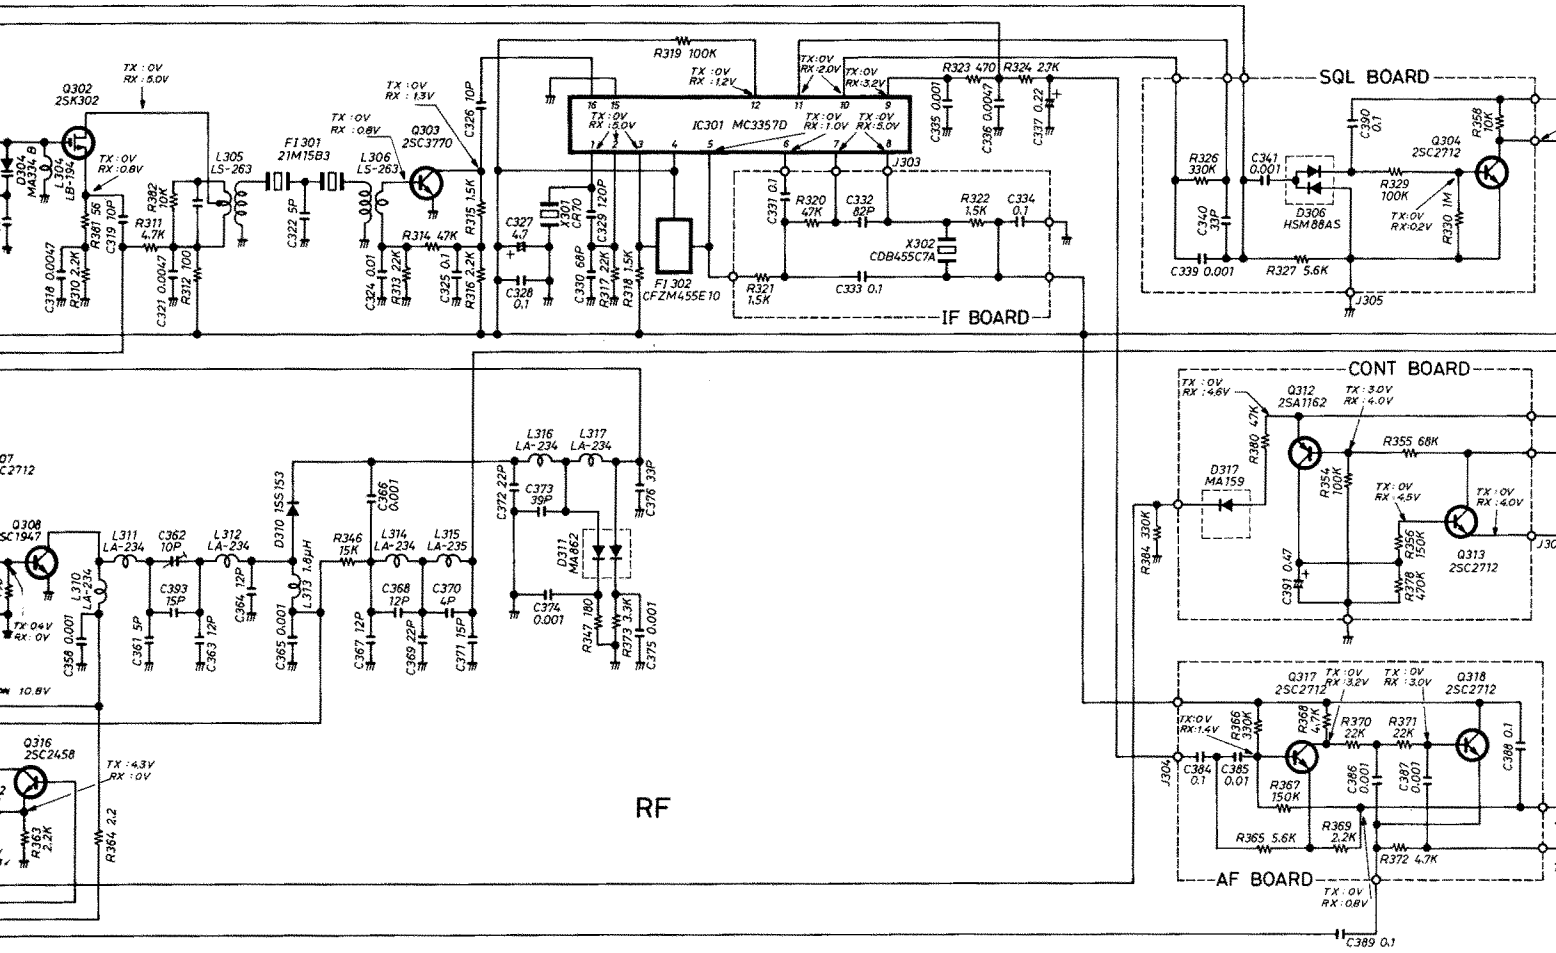 R319 100K
TX : 0V
RX : 5.0V
Q302
2SK302
TX : 0V
RX : 1.3V
TX : 0V
RX : 1.2V
TX : 0V
RX : 2.0V
TX : 0V
RX : 3.2V
R323 470
R324 2.7K
SQL BOARD
C326 10P
16
15
12
11
10
9
TX : 0V
RX : 5.0V
IC301 MC3357D
TX : 0V
RX : 1.0V
TX : 0V
RX : 5.0V
1
2
3
4
5
6
7
8
J303
C335 0.001
C336 0.0047
C337 0.22
C390
0.1
R358
10K
Q304
2SC2712
D304
MA334 B
L304
LB-194
TX : 0V
RX : 0.8V
L305
LS-263
FI301
21M15B3
TX : 0V
RX : 0.8V
L306
LS-263
Q303
2SC3770
R326
330K
C341
0.001
D306
HSM88AS
R329
100K
TX : 0V
RX : 0.2V
R330 1M
R381 56
C319 10P
R311
4.7K
R382
10K
C322 5P
R314 47K
R315 1.5K
C327
4.7
X301
CR70
C329 120P
C331 0.1
R320
47K
C332
82P
R322
1.5K
C334
0.1
C340
33P
X302
CDB455C7A
C318 0.0047
R310 2.2K
C321 0.0047
R312 100
C324 0.01
R313 22K
C325 0.1
R316 2.2K
C328
0.1
C330 68P
R317 22K
R318 1.5K
FI302
CFZM455E10
R321
1.5K
C333 0.1
IF BOARD
C339 0.001
R327 5.6K
J305
CONT BOARD
TX : 0V
RX : 4.6V
Q312
2SA1162
TX : 3.0V
RX : 4.0V
R380 47K
R355 68K
D317
MA159
R354
100K
TX : 0V
RX : 4.5V
TX : 0V
RX : 4.0V
R384 330K
C391 0.47
R356
150K
R378
470K
Q313
2SC2712
07
C2712
Q308
SC1947
L310
LA-234
L311
LA-234
C362
10P
L312
LA-234
C393
15P
C364 12P
D310 1SS153
L313 1.8µH
C366
0.001
R346
15K
L314
LA-234
L315
LA-235
C368
12P
C370
4P
L316
LA-234
L317
LA-234
C372 22P
C373
39P
C376 33P
D311
MA862
C374
0.001
R347 180
R373 3.3K
C375 0.001
TX 0.4V
RX : 0V
C358 0.001
C361 5P
C363 12P
C365 0.001
C367 12P
C369 22P
C371 15P
10.8V
Q316
2SC2458
TX : 4.3V
RX : 0V
R363
2.2K
R364 2.2
RF
Q317
2SC2712
TX : 0V
RX : 3.2V
TX : 0V
RX : 3.0V
Q318
2SC2712
TX : 0V
RX : 1.4V
R366
330K
R368
4.7K
R370
22K
R371
22K
J304
C384
0.1
C385
0.01
C386
0.001
C387
0.001
C388 0.1
R367
150K
R365 5.6K
R369
2.2K
R372 4.7K
AF BOARD
TX : 0V
RX : 0.8V
C389 0.1